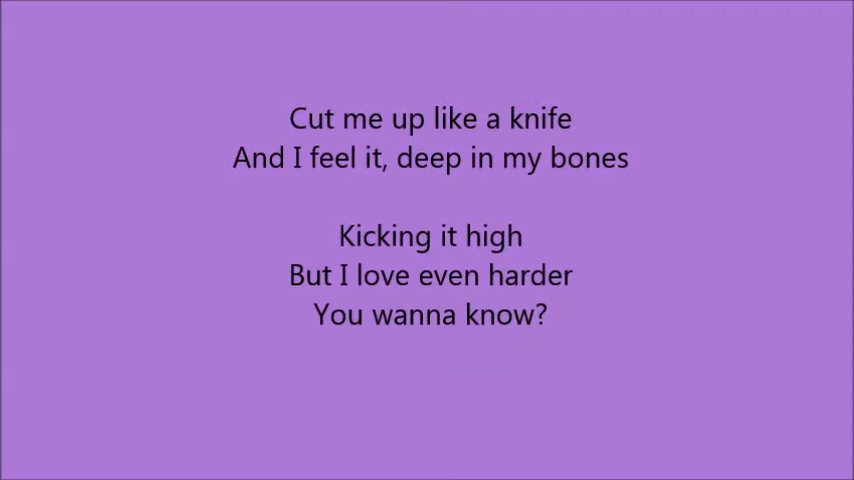 Cut me up like a knife
And I feel it, deep in my bones
Kicking it high
But I love even harder
You wanna know?